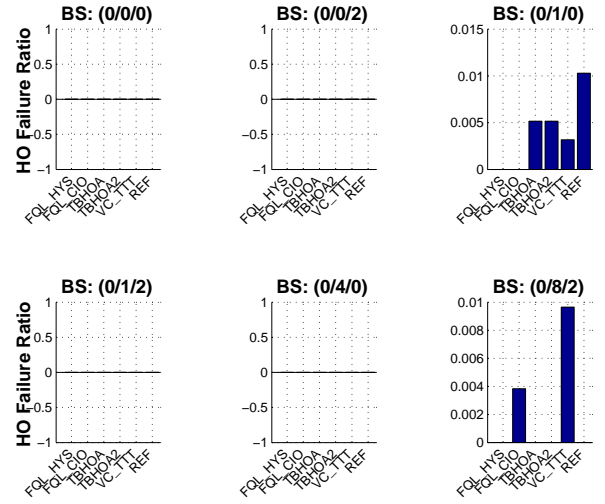 BS: (0/0/0)
BS: (0/0/2)
BS: (0/1/0)
HO Failure Ratio
1
0.5
0
−0.5
−1
FQL_HYS
FQL_CIO
TBHOA
TBHOA2
VC_TTT
REF
1
0.5
0
−0.5
−1
FQL_HYS
FQL_CIO
TBHOA
TBHOA2
VC_TTT
REF
0.015
0.01
0.005
0
FQL_HYS
FQL_CIO
TBHOA
TBHOA2
VC_TTT
REF
BS: (0/1/2)
BS: (0/4/0)
BS: (0/8/2)
HO Failure Ratio
1
0.5
0
−0.5
−1
FQL_HYS
FQL_CIO
TBHOA
TBHOA2
VC_TTT
REF
1
0.5
0
−0.5
−1
FQL_HYS
FQL_CIO
TBHOA
TBHOA2
VC_TTT
REF
0.01
0.008
0.006
0.004
0.002
0
FQL_HYS
FQL_CIO
TBHOA
TBHOA2
VC_TTT
REF